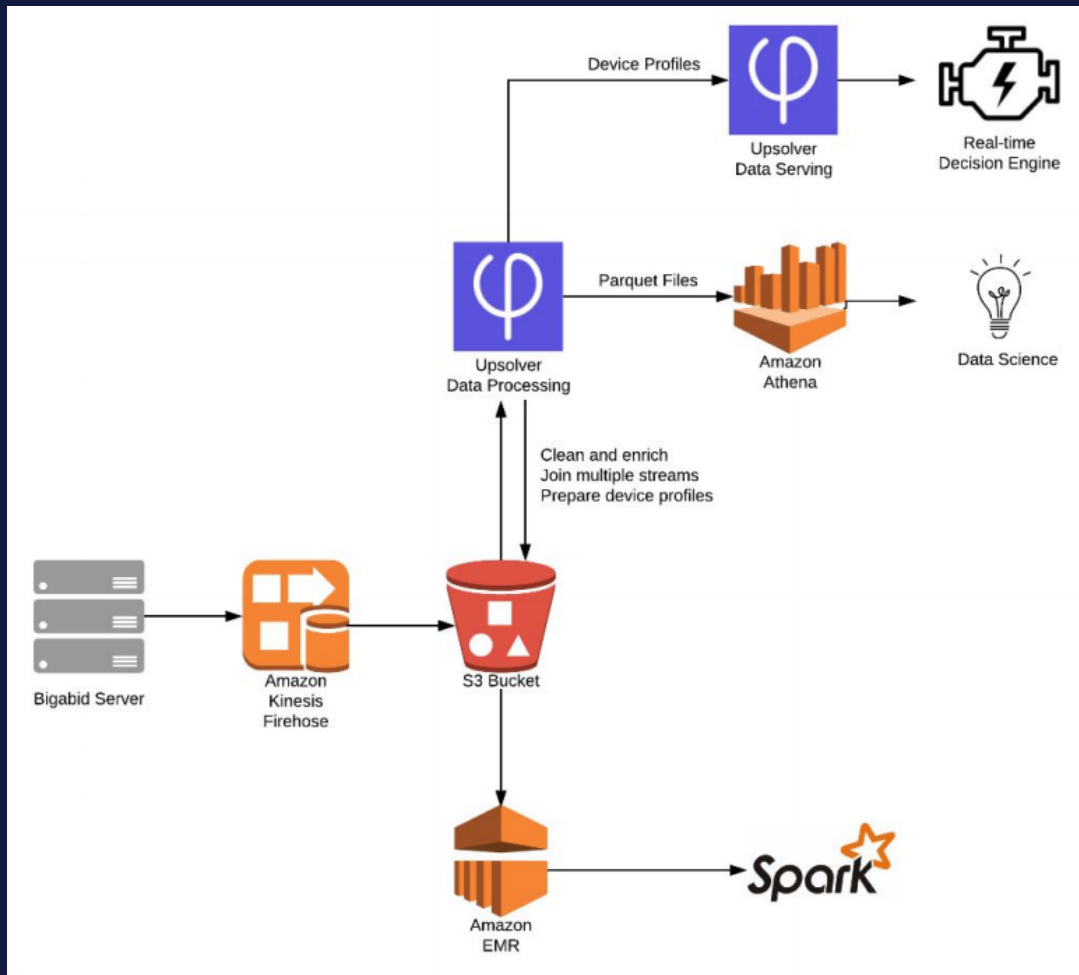 Device Profiles
Upsolver
Data Serving
Real-time
Decision Engine
Parquet Files
Upsolver
Data Processing
Amazon
Athena
Data Science
Clean and enrich
Join multiple streams
Prepare device profiles
Bigabid Server
Amazon
Kinesis
Firehose
S3 Bucket
Amazon
EMR
Spark